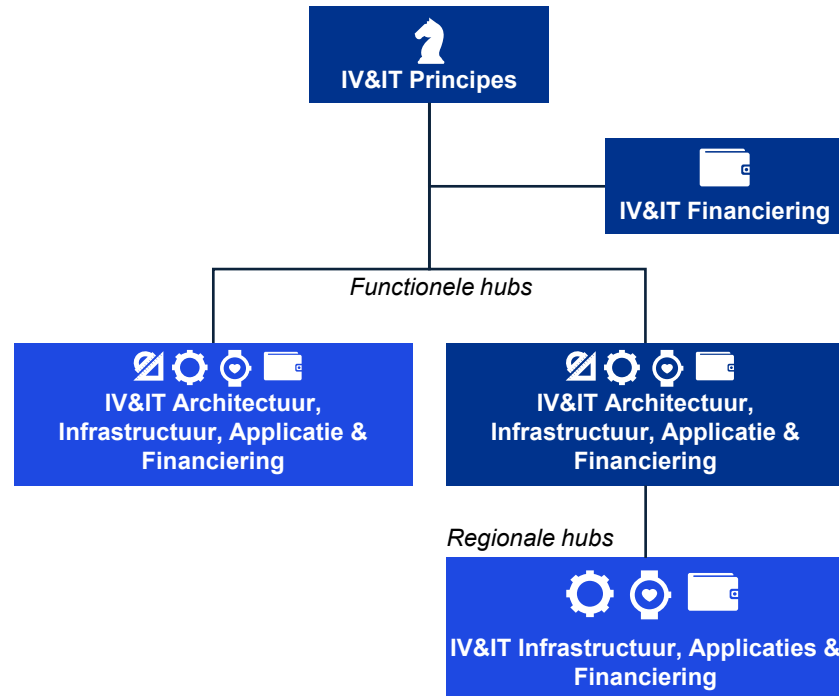 IV&IT Principes
IV&IT Financiering
Functionele hubs
IV&IT Architectuur,
Infrastructuur, Applicatie &
Financiering
IV&IT Architectuur,
Infrastructuur, Applicatie &
Financiering
Regionale hubs
IV&IT Infrastructuur, Applicaties &
Financiering